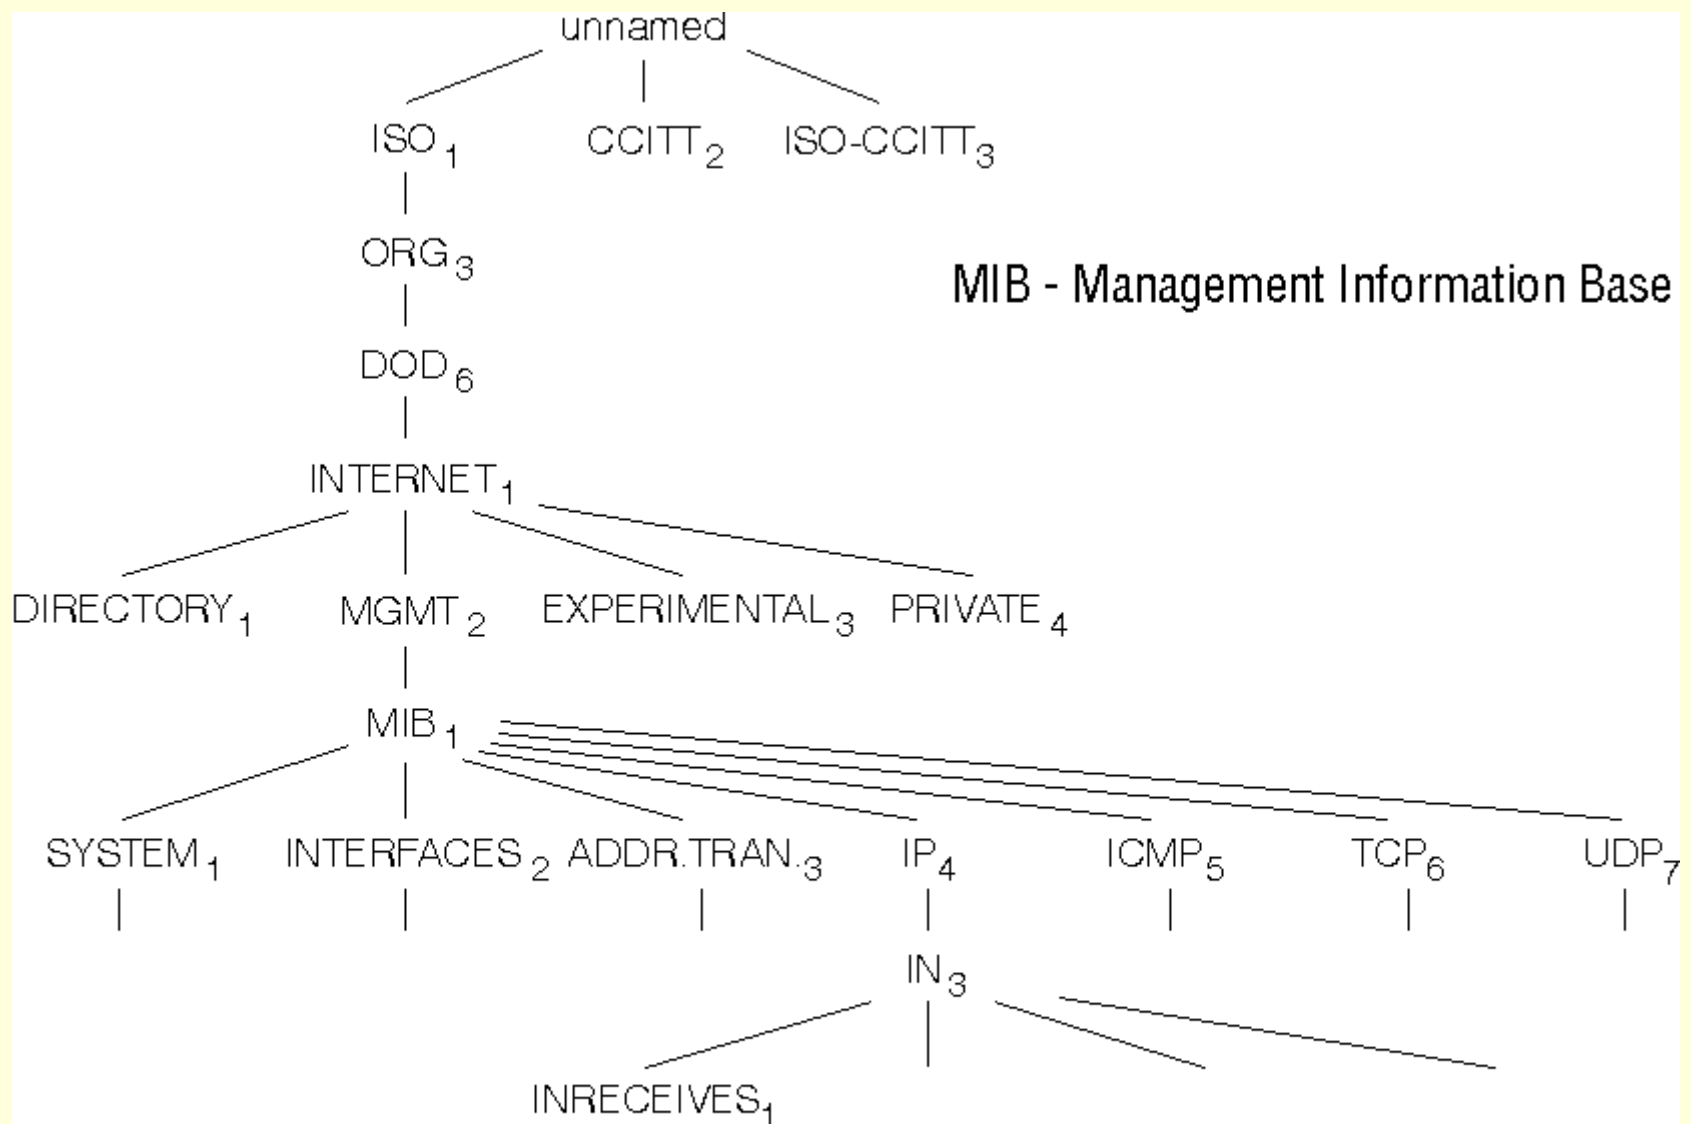 unnamed
ISO 1 CCITT 2 ISO-CCITT 3
ORG 3
MIB - Management Information Base
DOD 6
INTERNET 1
DIRECTORY 1 MGMT 2 EXPERIMENTAL 3 PRIVATE 4
MIB 1
SYSTEM 1 INTERFACES 2 ADDR.TRAN. 3 IP 4 ICMP 5 TCP 6 UDP 7
IN 3
INRECEIVES 1